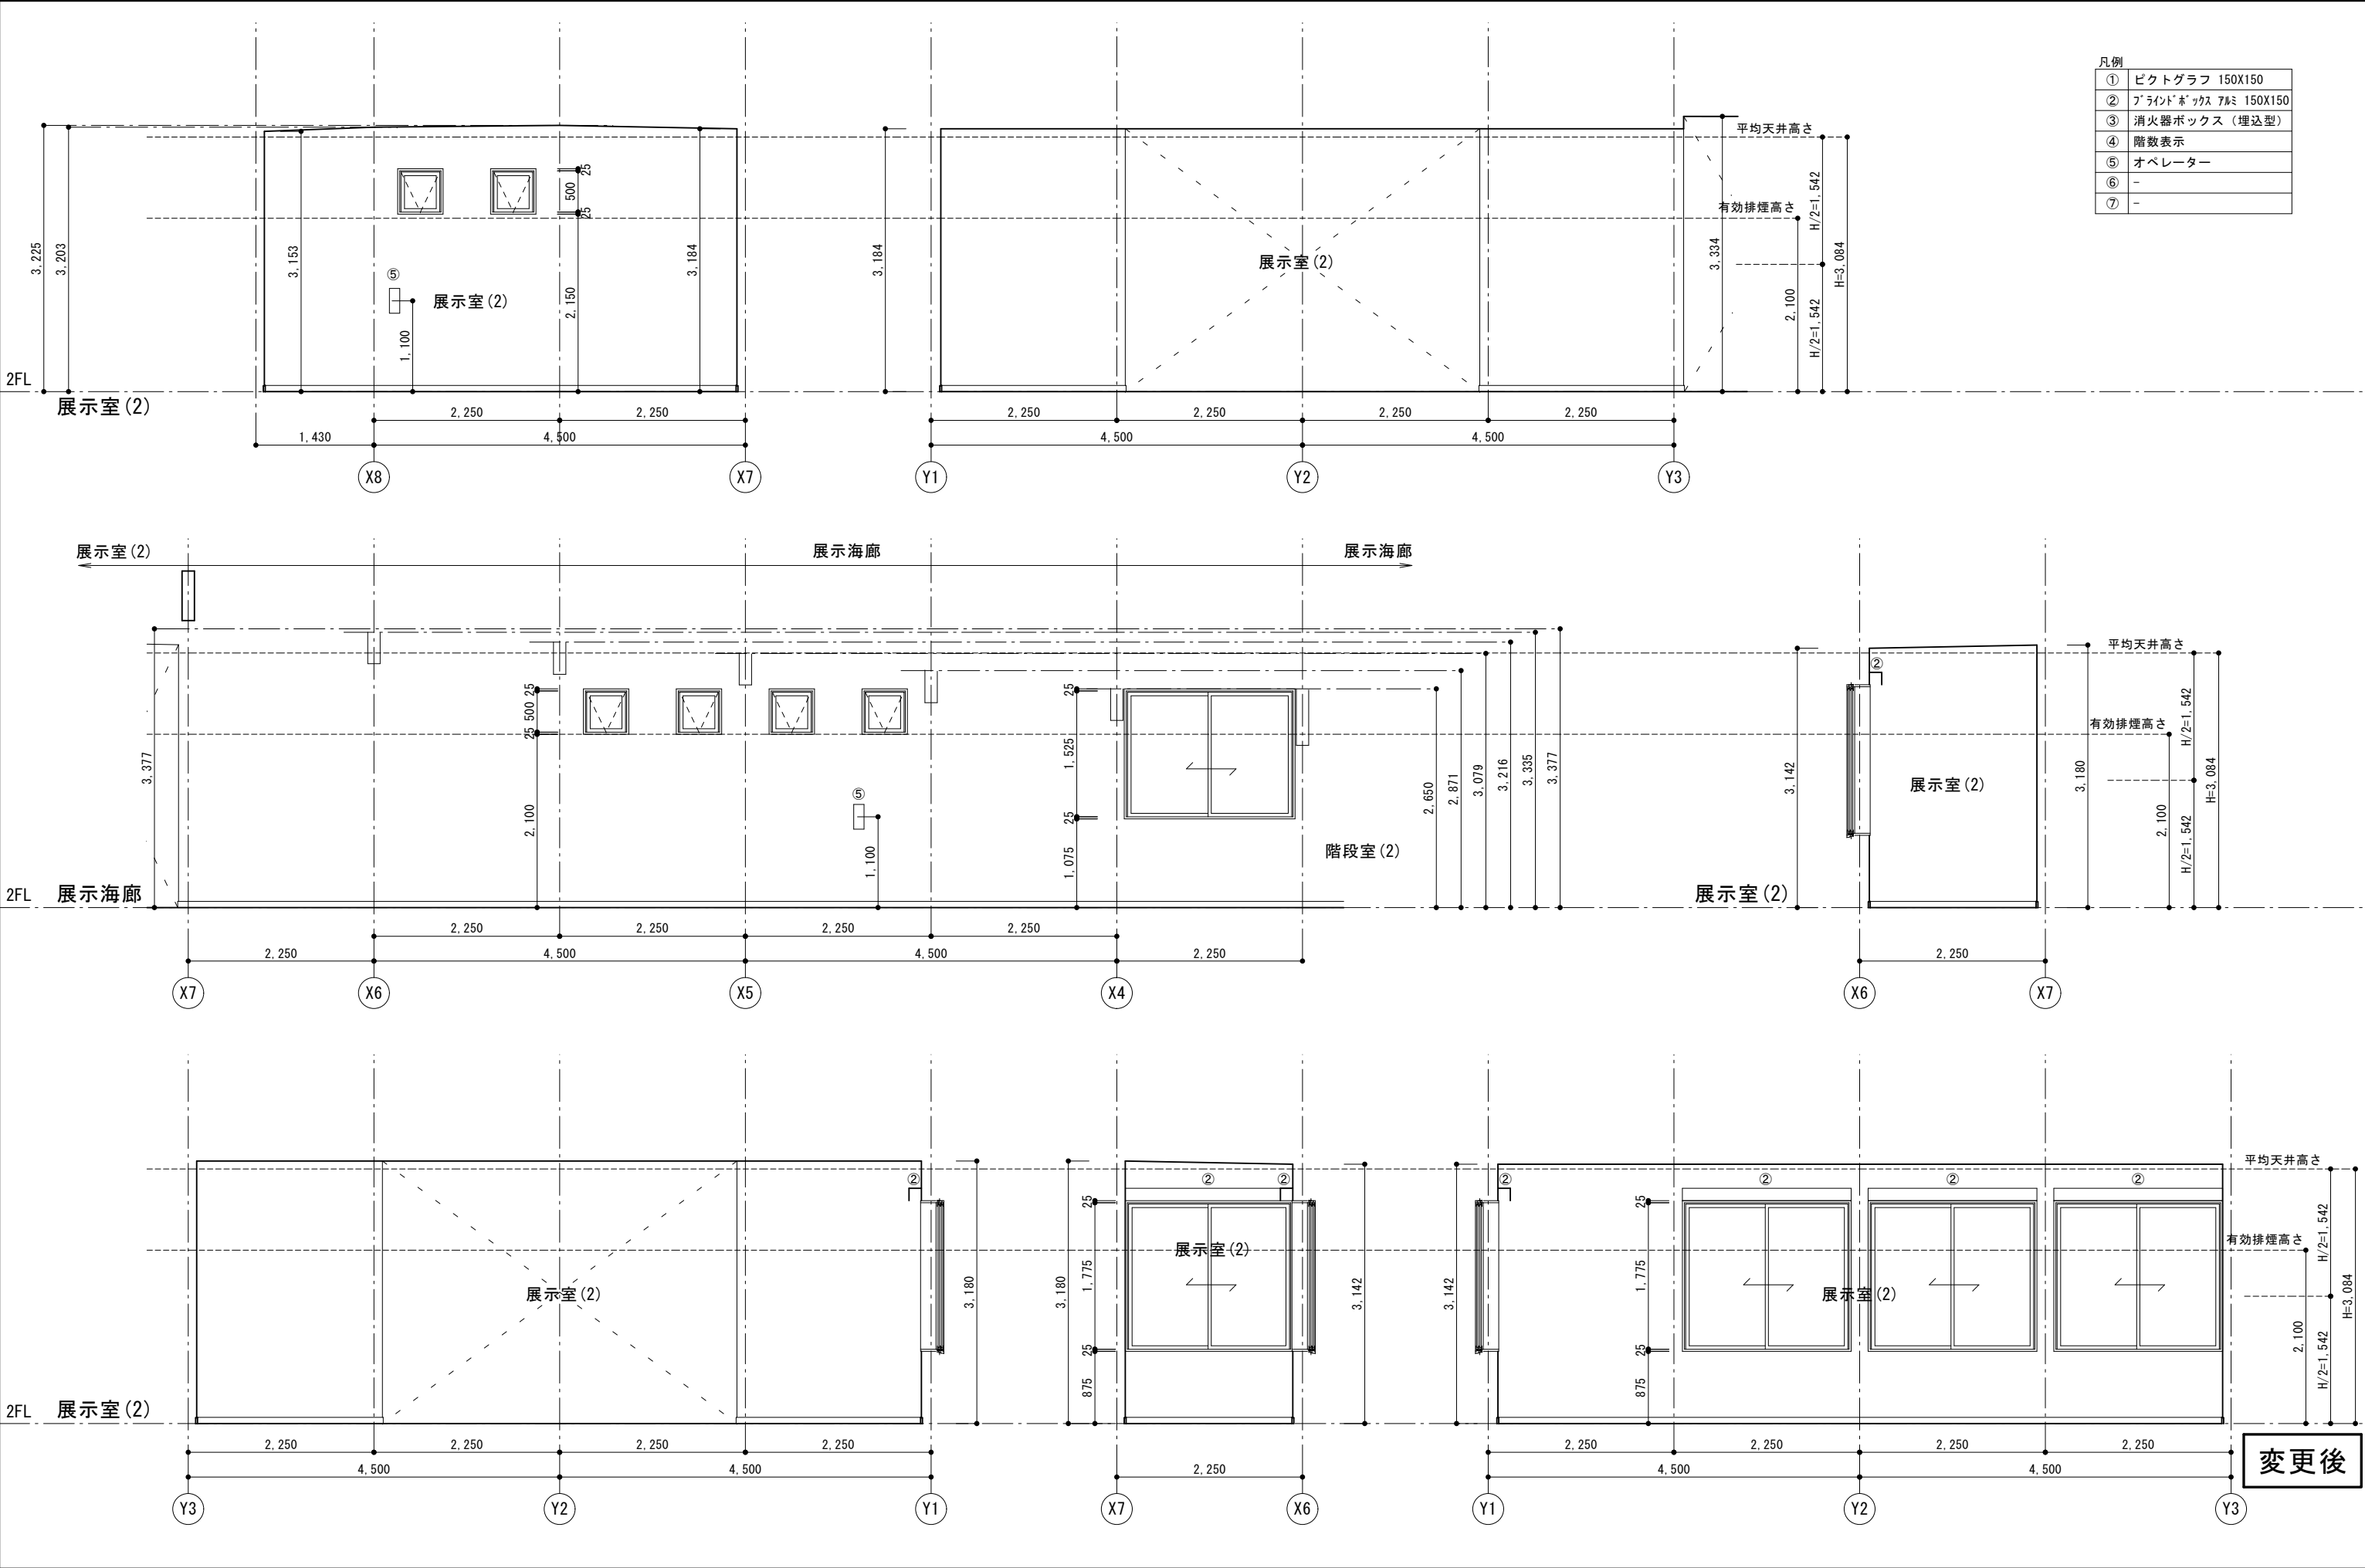 凡例
① ピクトグラフ 150X150
② ブラインドボックス アルミ 150X150
③ 消火器ボックス（埋込型）
④ 階数表示
⑤ オペレーター
⑥ -
⑦ -
3,225
3,203
3,153
⑤
展示室(2)
1,100
25
500
25
2,150
3,184
2FL
展示室(2)
2,250 2,250
1,430 4,500
X8 X7
3,184
展示室(2)
3,334
平均天井高さ
有効排煙高さ
2,100
H/2=1,542
H/2=1,542
H=3,084
2,250 2,250 2,250 2,250
4,500 4,500
Y1 Y2 Y3
展示室(2) 展示海廊 展示海廊
3,377
25
500
25
2,100
⑤
1,100
25
1,525
25
1,075
階段室(2)
2,650
2,871
3,079
3,216
3,335
3,377
2FL 展示海廊
2,250 2,250 2,250 2,250
2,250 4,500 4,500 2,250
X7 X6 X5 X4
展示室(2)
3,142
②
展示室(2)
3,180
平均天井高さ
有効排煙高さ
2,100
H/2=1,542
H/2=1,542
H=3,084
2,250
X6 X7
2FL 展示室(2)
展示室(2)
②
3,180
2,250 2,250 2,250 2,250
4,500 4,500
Y3 Y2 Y1
3,180
25
1,775
25
875
② ②
展示室(2)
3,142
2,250
X7 X6
3,142
②
25
1,775
25
875
② ② ②
展示室(2)
平均天井高さ
有効排煙高さ
2,100
H/2=1,542
H/2=1,542
H=3,084
2,250 2,250 2,250 2,250
4,500 4,500
Y1 Y2 Y3
変更後